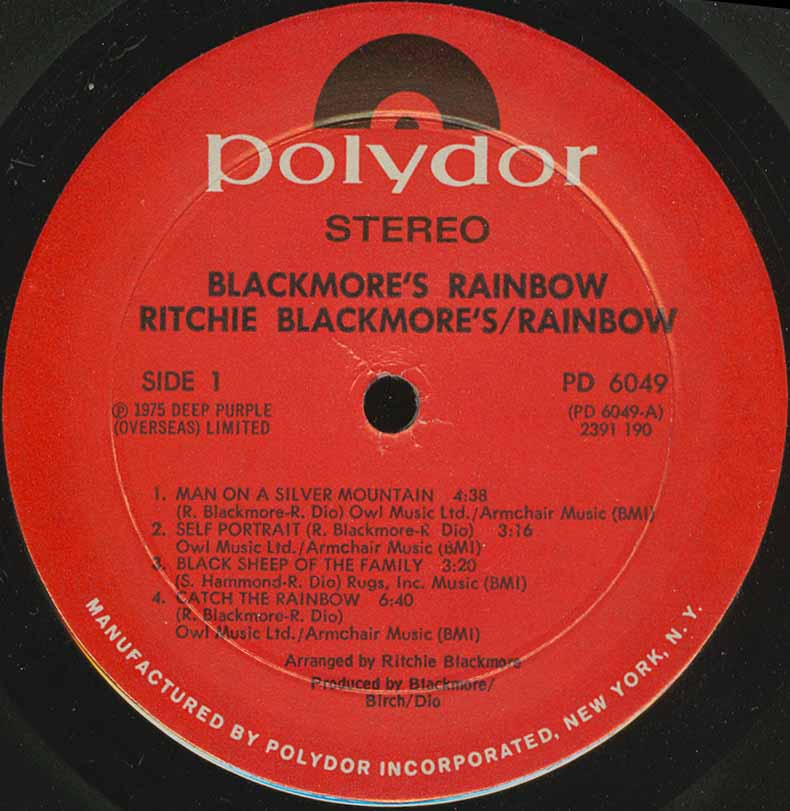 polydor
STEREO
BLACKMORE'S RAINBOW
RITCHIE BLACKMORE'S/RAINBOW
SIDE 1
PD 6049
℗ 1975 DEEP PURPLE
(PD 6049-A)
(OVERSEAS) LIMITED
2391 190
1. MAN ON A SILVER MOUNTAIN 4:38
(R. Blackmore-R. Dio) Owl Music Ltd./Armchair Music (BMI)
2. SELF PORTRAIT (R. Blackmore-R Dio) 3:16
Owl Music Ltd./Armchair Music (BMI)
3. BLACK SHEEP OF THE FAMILY 3:20
(S. Hammond-R. Dio) Rugs, Inc. Music (BMI)
4. CATCH THE RAINBOW 6:40
(R. Blackmore-R. Dio)
Owl Music Ltd./Armchair Music (BMI)
Arranged by Ritchie Blackmore
Produced by Blackmore/
Birch/Dio
MANUFACTURED BY POLYDOR INCORPORATED, NEW YORK, N. Y.